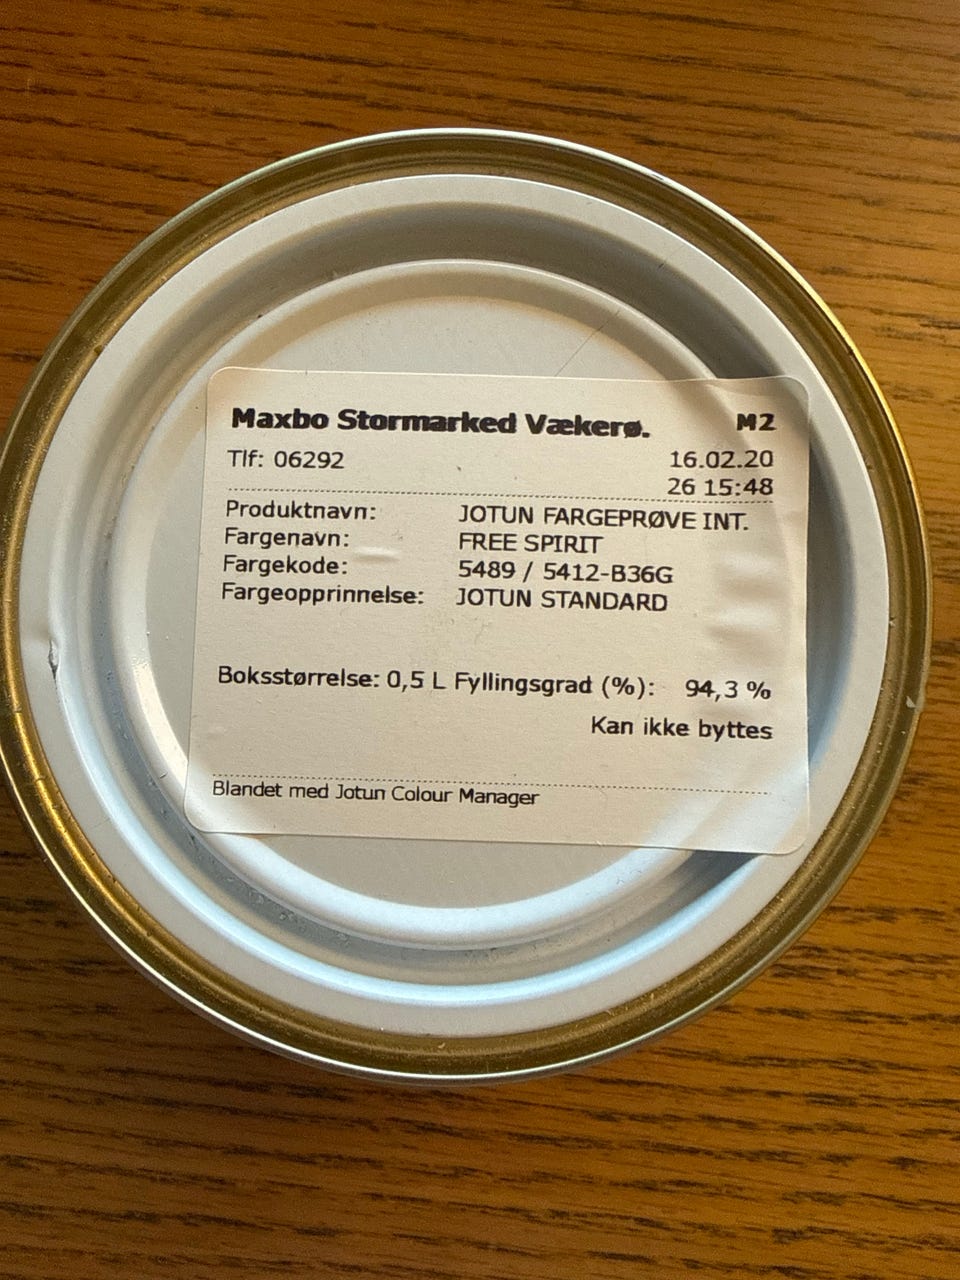 Maxbo Stormarked Vækerø. M2
Tlf: 06292 16.02.20
26 15:48
Produktnavn: JOTUN FARGEPRØVE INT.
Fargenavn: FREE SPIRIT
Fargekode: 5489 / 5412-B36G
Fargeopprinnelse: JOTUN STANDARD
Boksstørrelse: 0,5 L Fyllingsgrad (%): 94,3 %
Kan ikke byttes
Blandet med Jotun Colour Manager